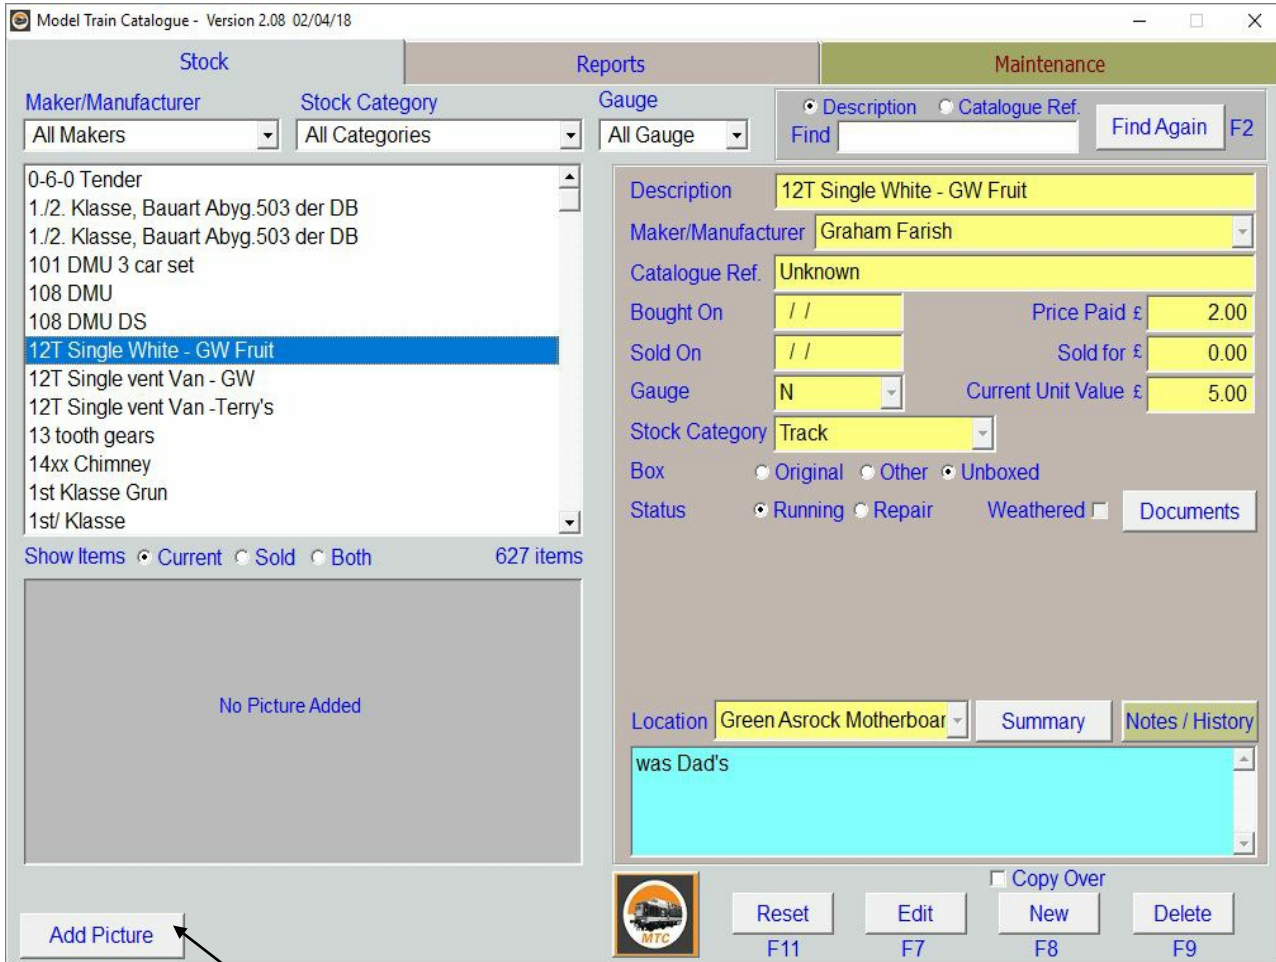 Model Train Catalogue - Version 2.08 02/04/18
Stock Reports Maintenance
Maker/Manufacturer Stock Category Gauge
All Makers All Categories All Gauge
Description Catalogue Ref.
Find Find Again F2
0-6-0 Tender
1./2. Klasse, Bauart Abyg.503 der DB
1./2. Klasse, Bauart Abyg.503 der DB
101 DMU 3 car set
108 DMU
108 DMU DS
12T Single White - GW Fruit
12T Single vent Van - GW
12T Single vent Van -Terry's
13 tooth gears
14xx Chimney
1st Klasse Grun
1st/ Klasse
Show Items Current Sold Both 627 items
No Picture Added
Add Picture
Description 12T Single White - GW Fruit
Maker/Manufacturer Graham Farish
Catalogue Ref. Unknown
Bought On / / Price Paid £ 2.00
Sold On / / Sold for £ 0.00
Gauge N Current Unit Value £ 5.00
Stock Category Track
Box Original Other Unboxed
Status Running Repair Weathered Documents
Location Green Asrock Motherboar Summary Notes / History
was Dad's
Copy Over
MTC
Reset Edit New Delete
F11 F7 F8 F9